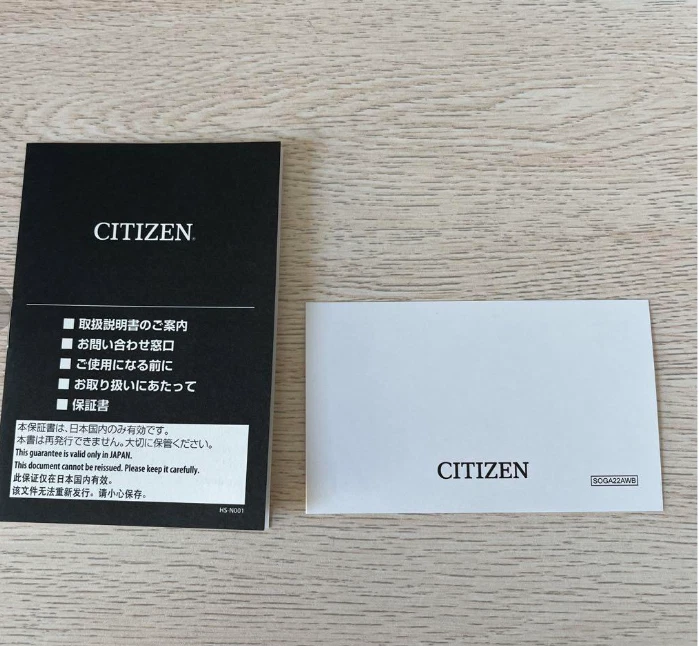 CITIZEN
■ 取扱説明書のご案内
■ お問い合わせ窓口
■ ご使用になる前に
■ お取り扱いにあたって
■ 保証書
本保証書は、日本国内のみ有効です。
本書は再発行できません。大切に保管ください。
This guarantee is valid only in JAPAN.
This document cannot be reissued. Please keep it carefully.
此保证仅在日本国内有效。
该文件无法重新发行。请小心保存。
HS-N001
CITIZEN
SOGA22AWB